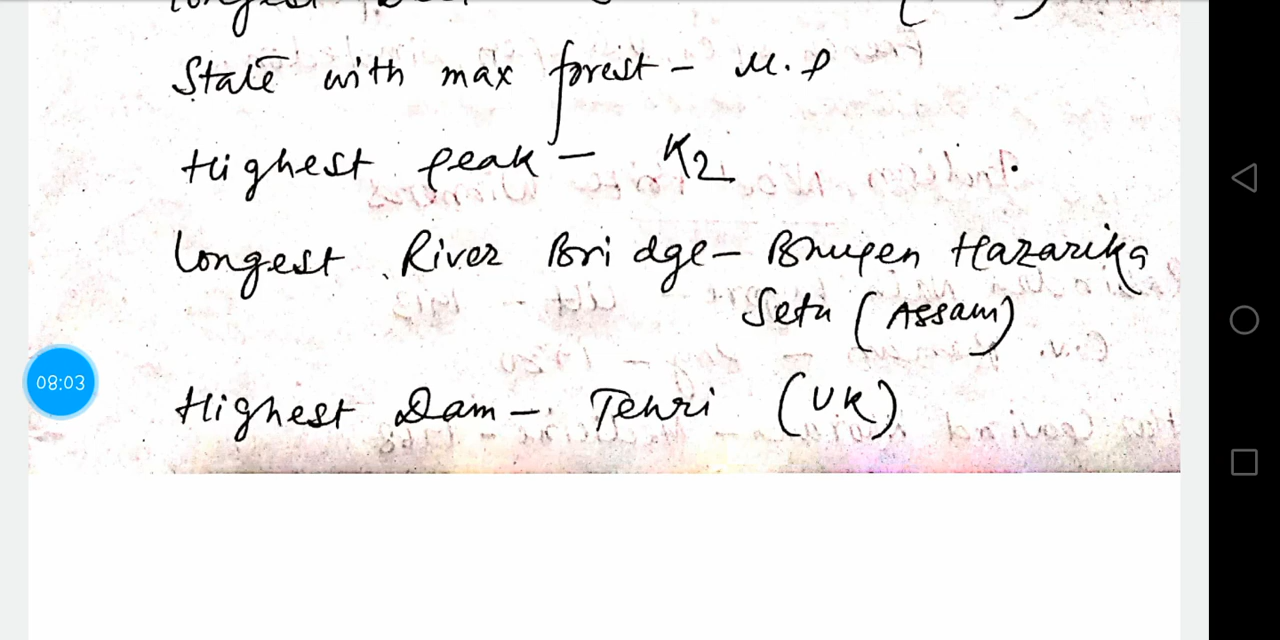 longest
State with max forest - M.P
Highest peak - K2
Longest River Bridge - Bhupen Hazarika
Setu (Assam)
08:03
Highest Dam - Tehri (UK)